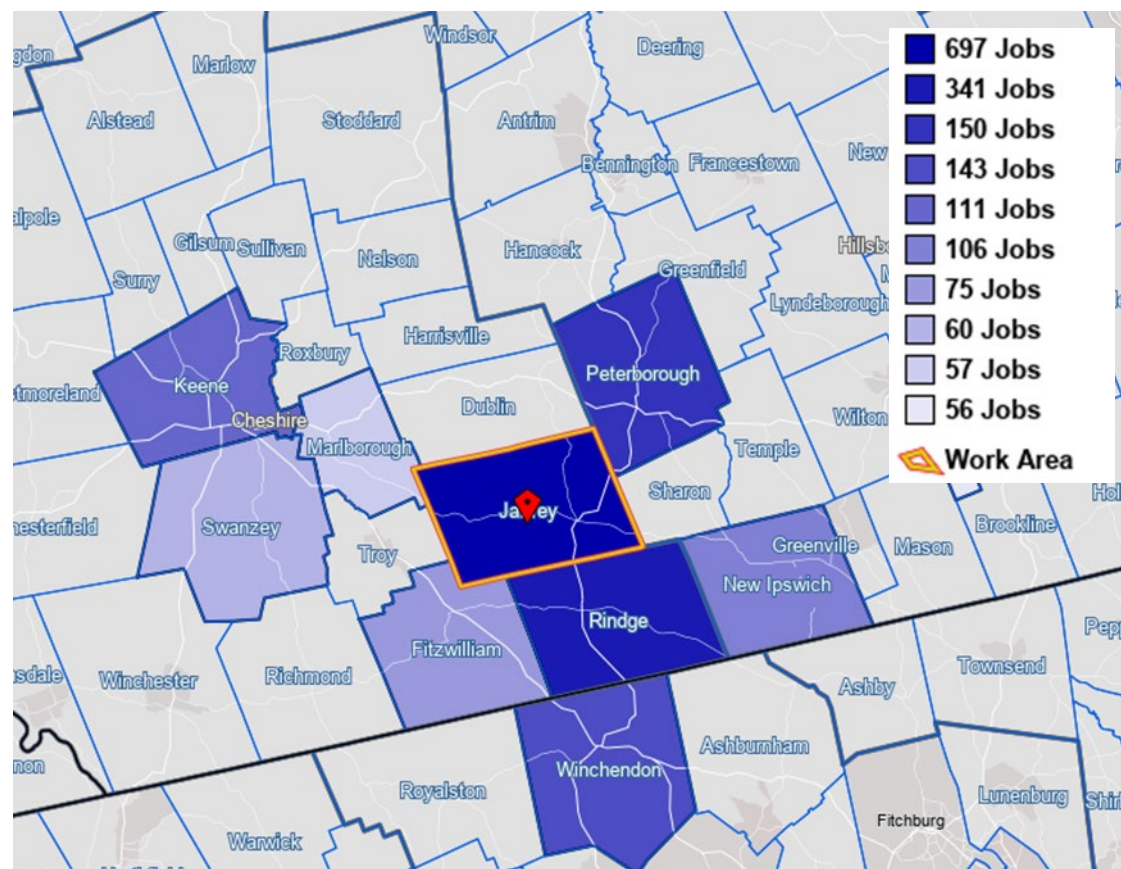 Windsor
Deering
Marlow
Alstead
Stoddard
Antrim
Bennington
Francestown
New
Gilsum
Sullivan
Nelson
Hancock
Greenfield
Hillsb
Surry
Lyndeborough
Harrisville
Roxbury
Keene
Peterborough
Dublin
Cheshire
Marlborough
Wilton
Temple
Sharon
Swanzey
Troy
Greenville
Mason
Brookline
New Ipswich
Rindge
Fitzwilliam
Richmond
Winchester
Townsend
Ashby
Ashburnham
Winchendon
Royalston
Lunenburg
Fitchburg
Warwick
697 Jobs
341 Jobs
150 Jobs
143 Jobs
111 Jobs
106 Jobs
75 Jobs
60 Jobs
57 Jobs
56 Jobs
Work Area